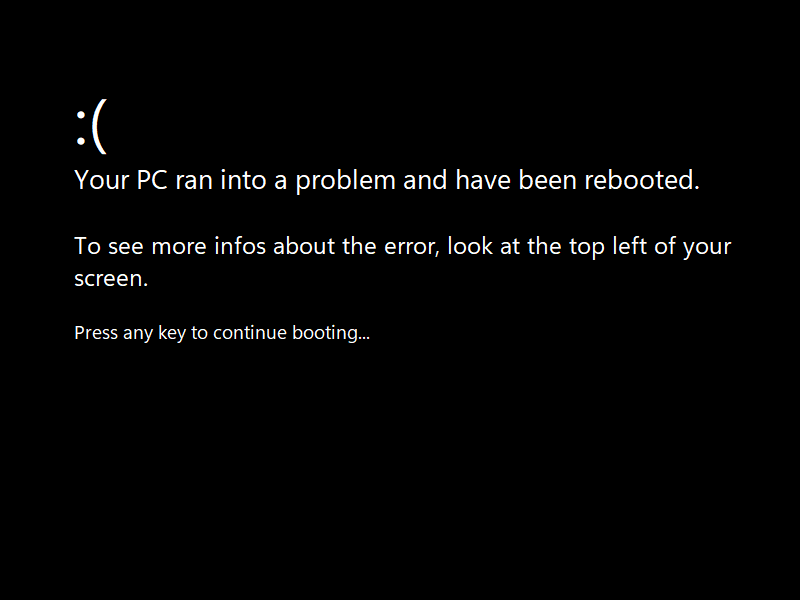 :(
Your PC ran into a problem and have been rebooted.
To see more infos about the error, look at the top left of your
screen.
Press any key to continue booting...